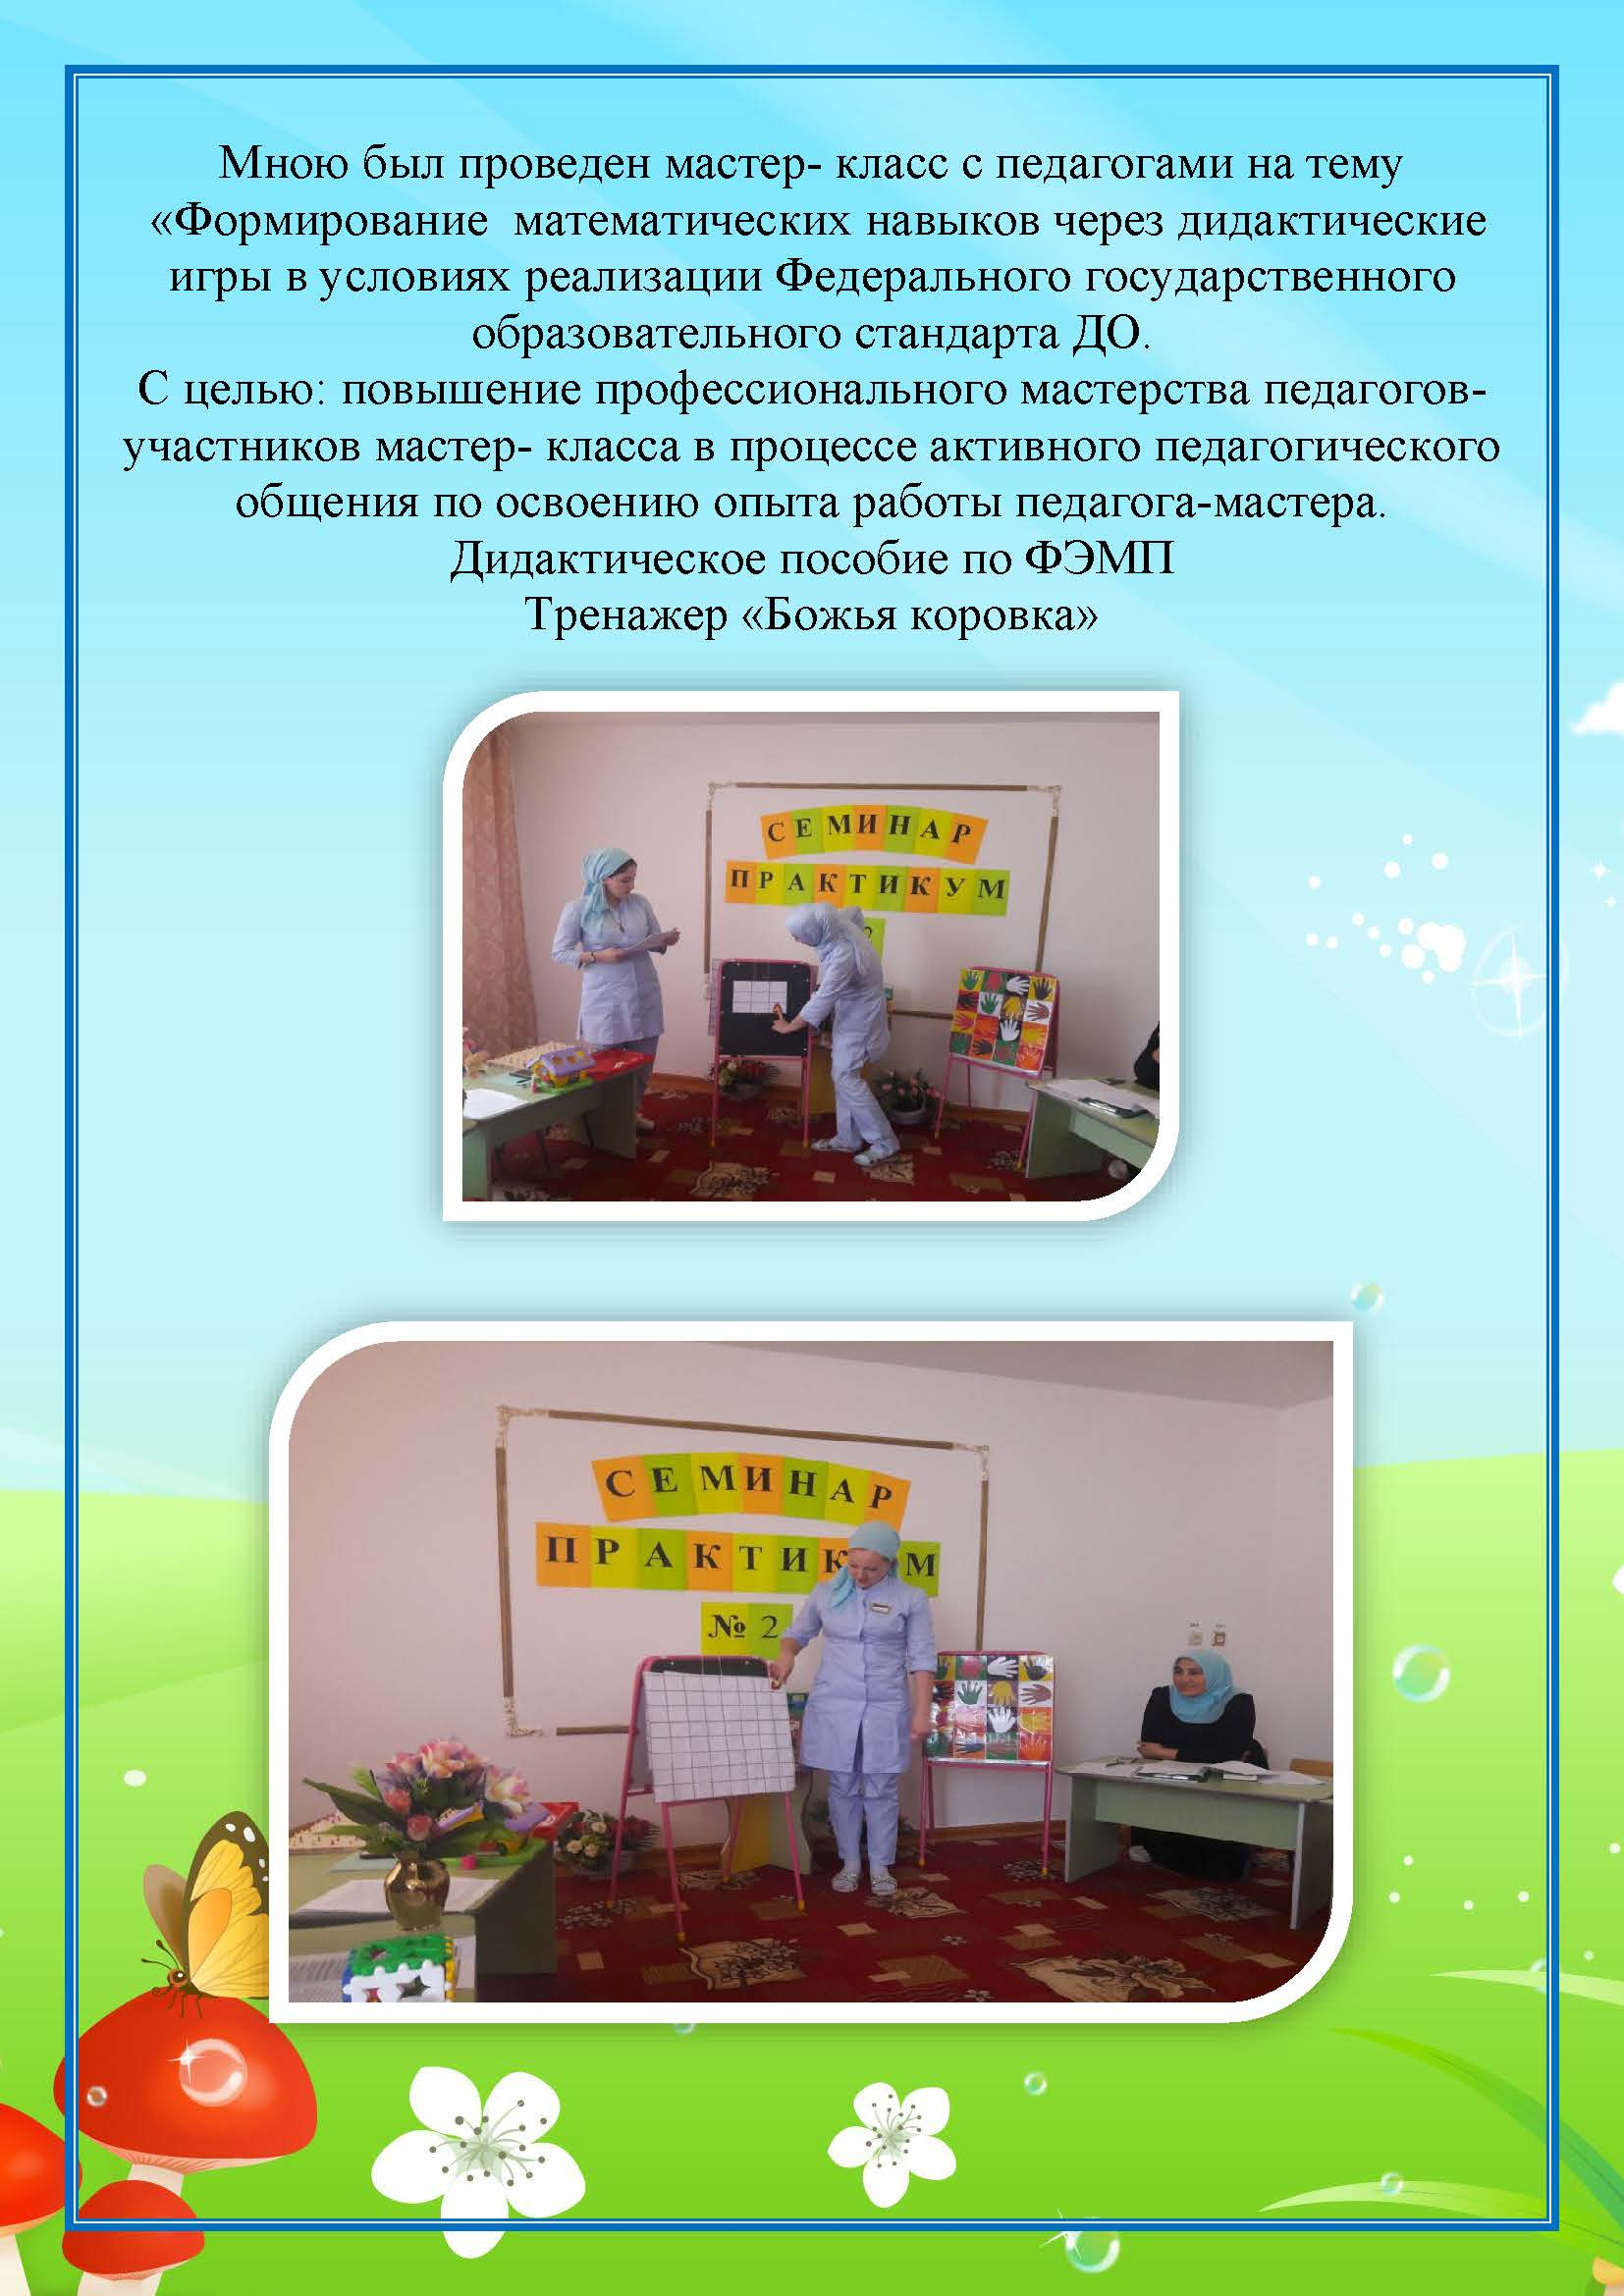 Мною был проведен мастер- класс с педагогами на тему
«Формирование  математических навыков через дидактические
игры в условиях реализации Федерального государственного
образовательного стандарта ДО.
С целью: повышение профессионального мастерства педагогов-
участников мастер- класса в процессе активного педагогического
общения по освоению опыта работы педагога-мастера.
Дидактическое пособие по ФЭМП
Тренажер «Божья коровка»
СЕМИНАР
ПРАКТИКУМ
2
СЕМИНАР
ПРАКТИК М
№ 2